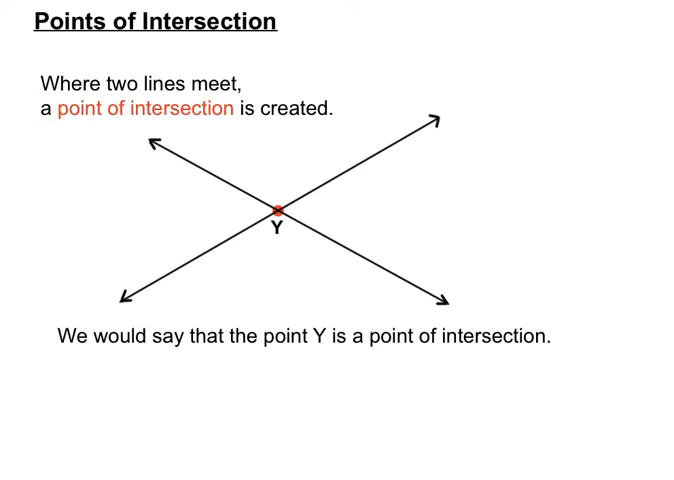 Points of Intersection
Where two lines meet,
a point of intersection is created.
Y
We would say that the point Y is a point of intersection.